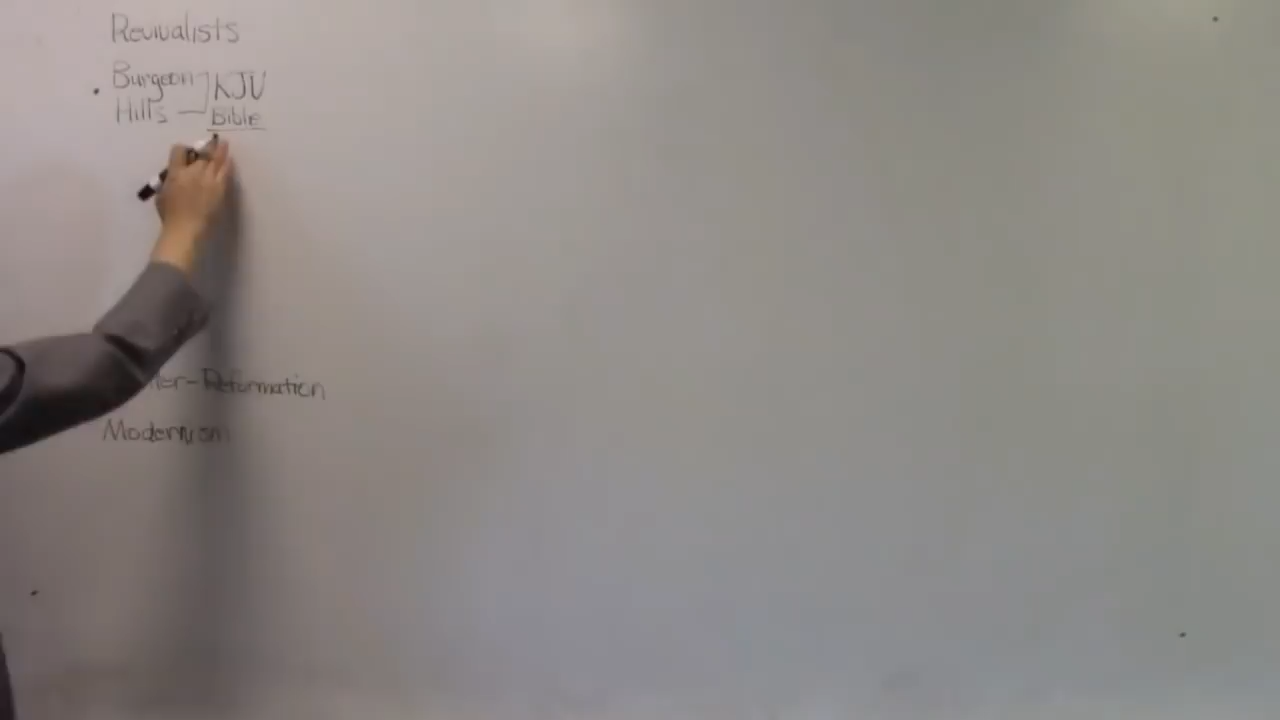 Revivalists
Burgeon KJV
Hills Bible
-Reformation
Modernism